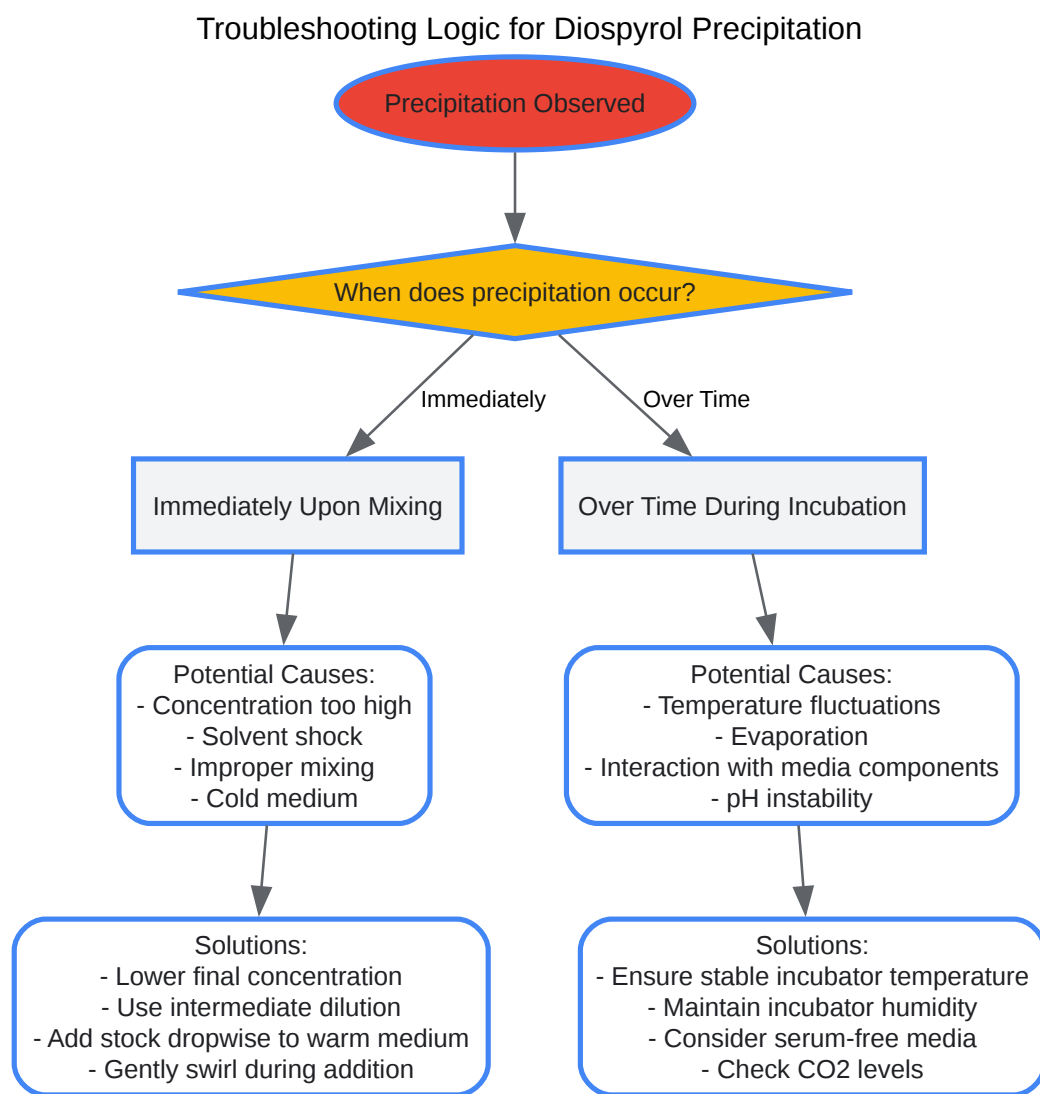 Troubleshooting Logic for Diospyrol Precipitation
Precipitation Observed
When does precipitation occur?
Immediately
Over Time
Immediately Upon Mixing
Over Time During Incubation
Potential Causes:
- Concentration too high
- Solvent shock
- Improper mixing
- Cold medium
Potential Causes:
- Temperature fluctuations
- Evaporation
- Interaction with media components
- pH instability
Solutions:
- Lower final concentration
- Use intermediate dilution
- Add stock dropwise to warm medium
- Gently swirl during addition
Solutions:
- Ensure stable incubator temperature
- Maintain incubator humidity
- Consider serum-free media
- Check CO2 levels